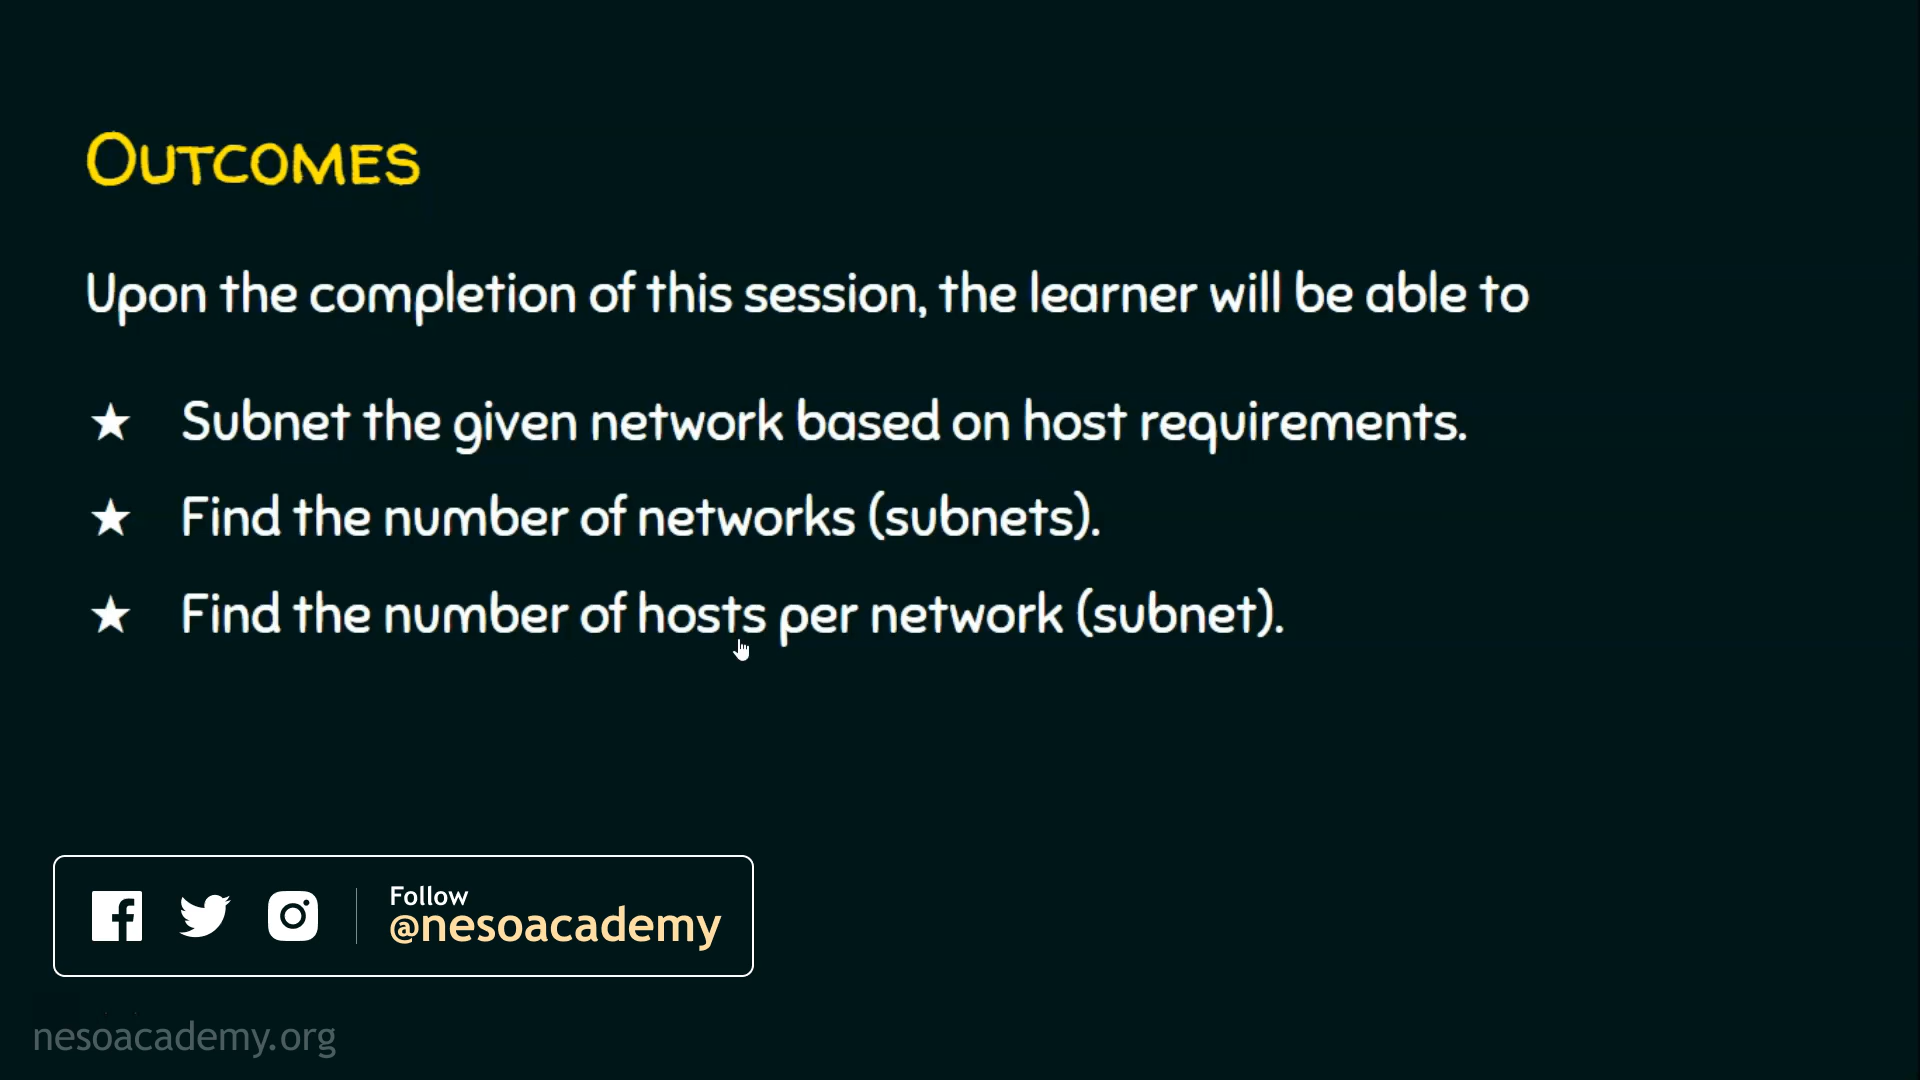 OUTCOMES
Upon the completion of this session, the learner will be able to
★ Subnet the given network based on host requirements.
★ Find the number of networks (subnets).
★ Find the number of hosts per network (subnet).
Follow
@nesoacademy
nesoacademy.org